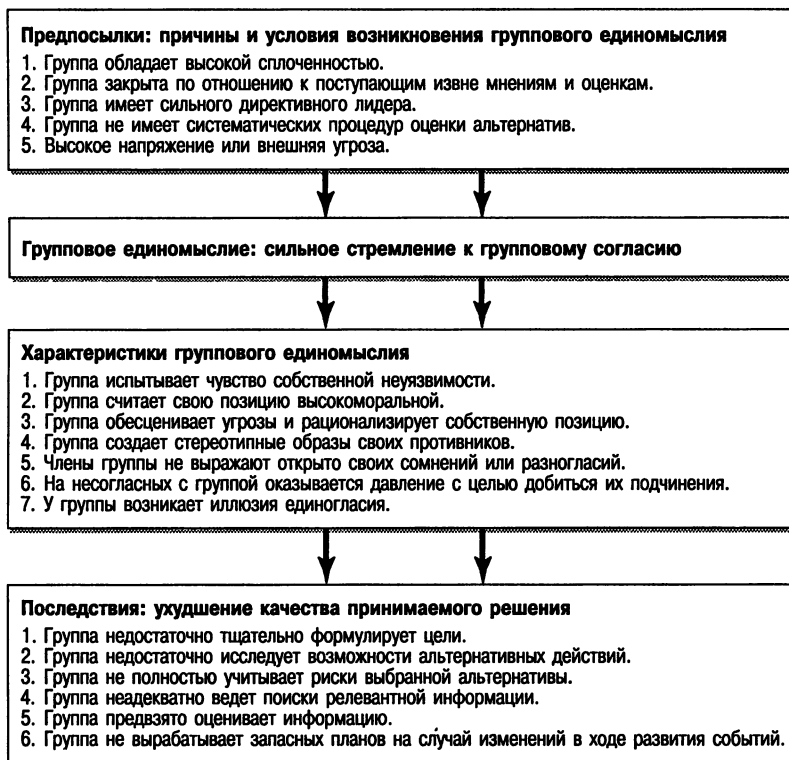 Предпосылки: причины и условия возникновения группового единомыслия
1. Группа обладает высокой сплоченностью.
2. Группа закрыта по отношению к поступающим извне мнениям и оценкам.
3. Группа имеет сильного директивного лидера.
4. Группа не имеет систематических процедур оценки альтернатив.
5. Высокое напряжение или внешняя угроза.
Групповое единомыслие: сильное стремление к групповому согласию
Характеристики группового единомыслия
1. Группа испытывает чувство собственной неуязвимости.
2. Группа считает свою позицию высокоморальной.
3. Группа обесценивает угрозы и рационализирует собственную позицию.
4. Группа создает стереотипные образы своих противников.
5. Члены группы не выражают открыто своих сомнений или разногласий.
6. На несогласных с группой оказывается давление с целью добиться их подчинения.
7. У группы возникает иллюзия единогласия.
Последствия: ухудшение качества принимаемого решения
1. Группа недостаточно тщательно формулирует цели.
2. Группа недостаточно исследует возможности альтернативных действий.
3. Группа не полностью учитывает риски выбранной альтернативы.
4. Группа неадекватно ведет поиски релевантной информации.
5. Группа предвзято оценивает информацию.
6. Группа не вырабатывает запасных планов на случай изменений в ходе развития событий.